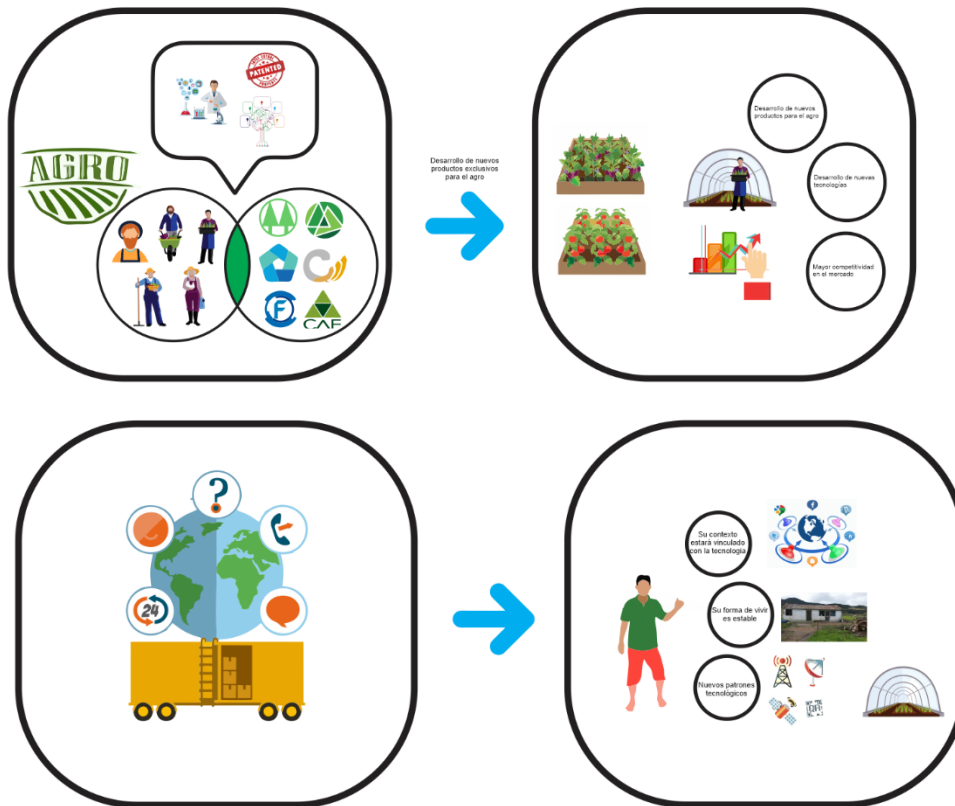 PATENTED
AGRO
CAF
Desarrollo de nuevos
productos exclusivos
para el agro
Desarrollo de nuevos
productos para el agro
Desarrollo de nuevas
tecnologías
Mayor competitividad
en el mercado
?
24
Su contexto
estará vinculado
con la tecnología
Su forma de vivir
es estable
Nuevos patrones
tecnológicos